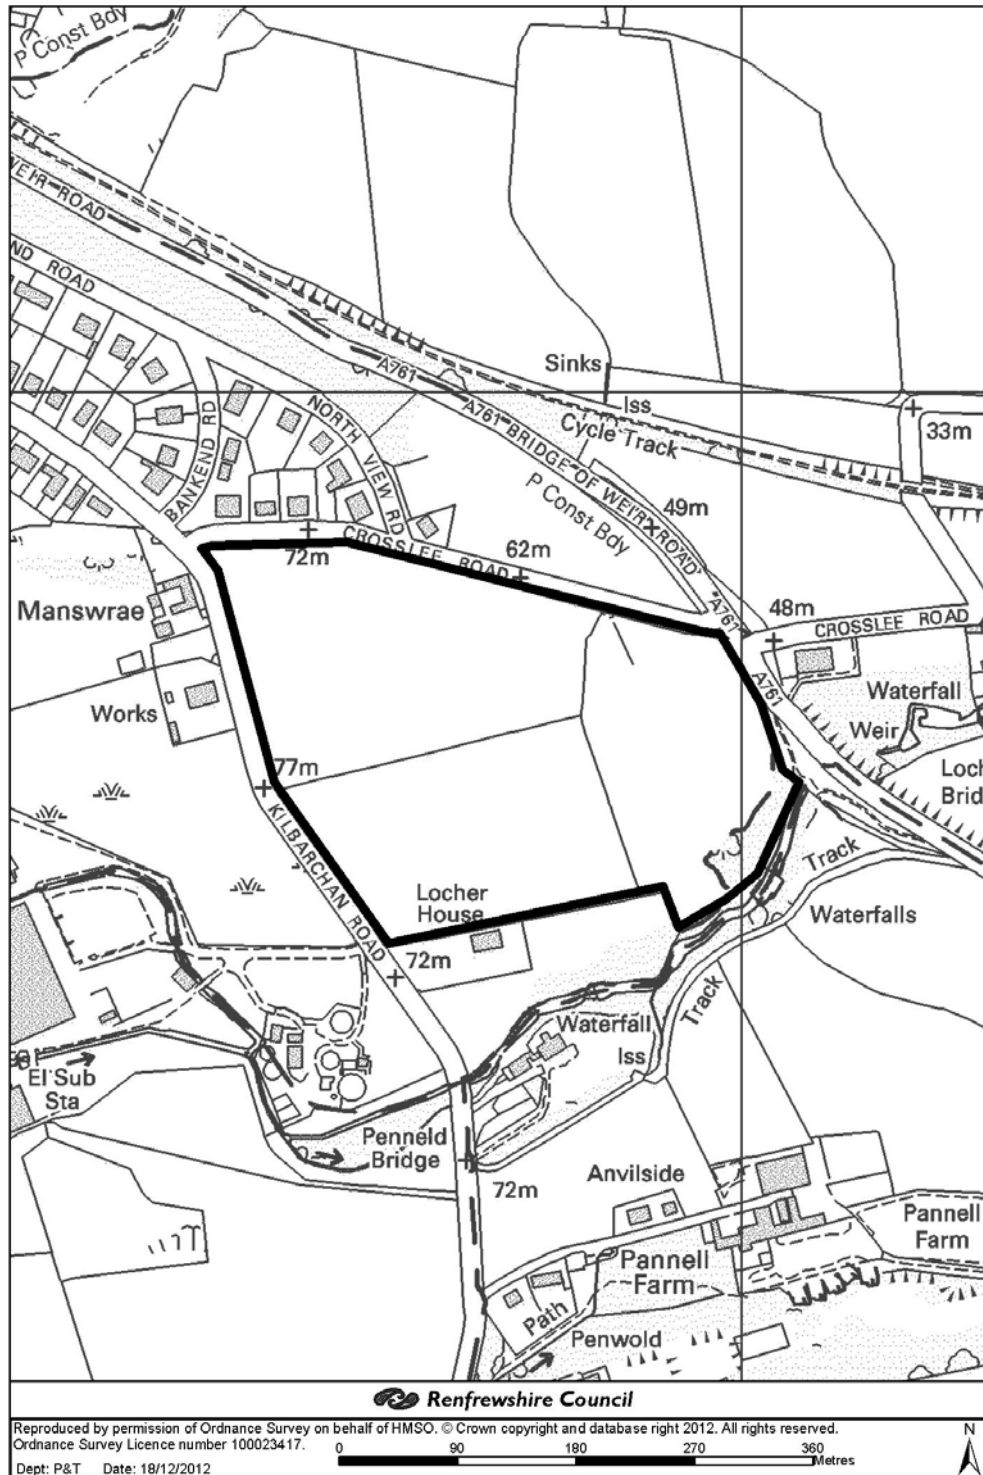 P Const Bdy
WEIR ROAD
ND ROAD
A761
Sinks
Iss
A761 BRIDGE OF WEIR ROAD
Cycle Track
33m
NORTH VIEW RD
BANKEND RD
P Const Bdy
49m
CROSSLEE ROAD
72m
62m
A761
48m
CROSSLEE ROAD
Manswrae
A761
Waterfall
Weir
Works
Loch
Brid
77m
KILBARCHAN ROAD
Track
Locher
House
Waterfalls
72m
Track
Waterfall
Iss
El Sub
Sta
Penneld
Bridge
72m
Anvilside
Pannell
Farm
Pannell
Farm
Path
Penwold
Renfrewshire Council
Reproduced by permission of Ordnance Survey on behalf of HMSO. © Crown copyright and database right 2012. All rights reserved.
Ordnance Survey Licence number 100023417.
N
0 90 180 270 360
Metres
Dept: P&T Date: 18/12/2012